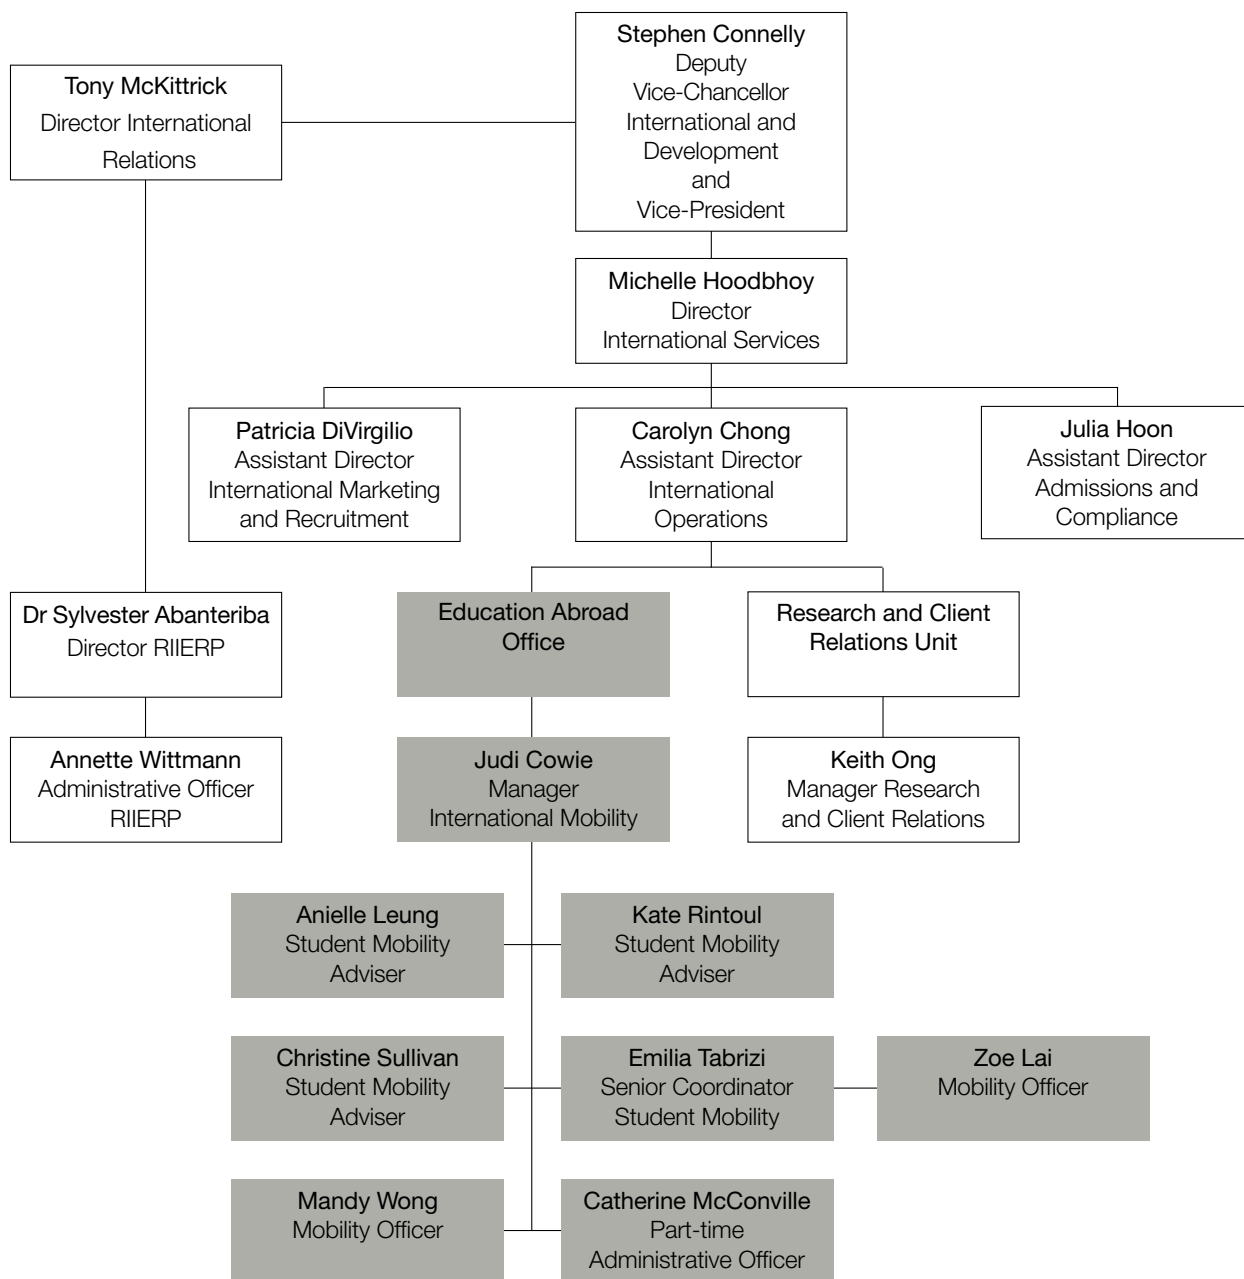 Stephen Connelly
Deputy
Vice-Chancellor
International and
Development
and
Vice-President
Tony McKittrick
Director International
Relations
Michelle Hoodbhoy
Director
International Services
Patricia DiVirgilio
Assistant Director
International Marketing
and Recruitment
Carolyn Chong
Assistant Director
International
Operations
Julia Hoon
Assistant Director
Admissions and
Compliance
Dr Sylvester Abanteriba
Director RIIERP
Education Abroad
Office
Research and Client
Relations Unit
Annette Wittmann
Administrative Officer
RIIERP
Judi Cowie
Manager
International Mobility
Keith Ong
Manager Research
and Client Relations
Anielle Leung
Student Mobility
Adviser
Kate Rintoul
Student Mobility
Adviser
Christine Sullivan
Student Mobility
Adviser
Emilia Tabrizi
Senior Coordinator
Student Mobility
Zoe Lai
Mobility Officer
Mandy Wong
Mobility Officer
Catherine McConville
Part-time
Administrative Officer